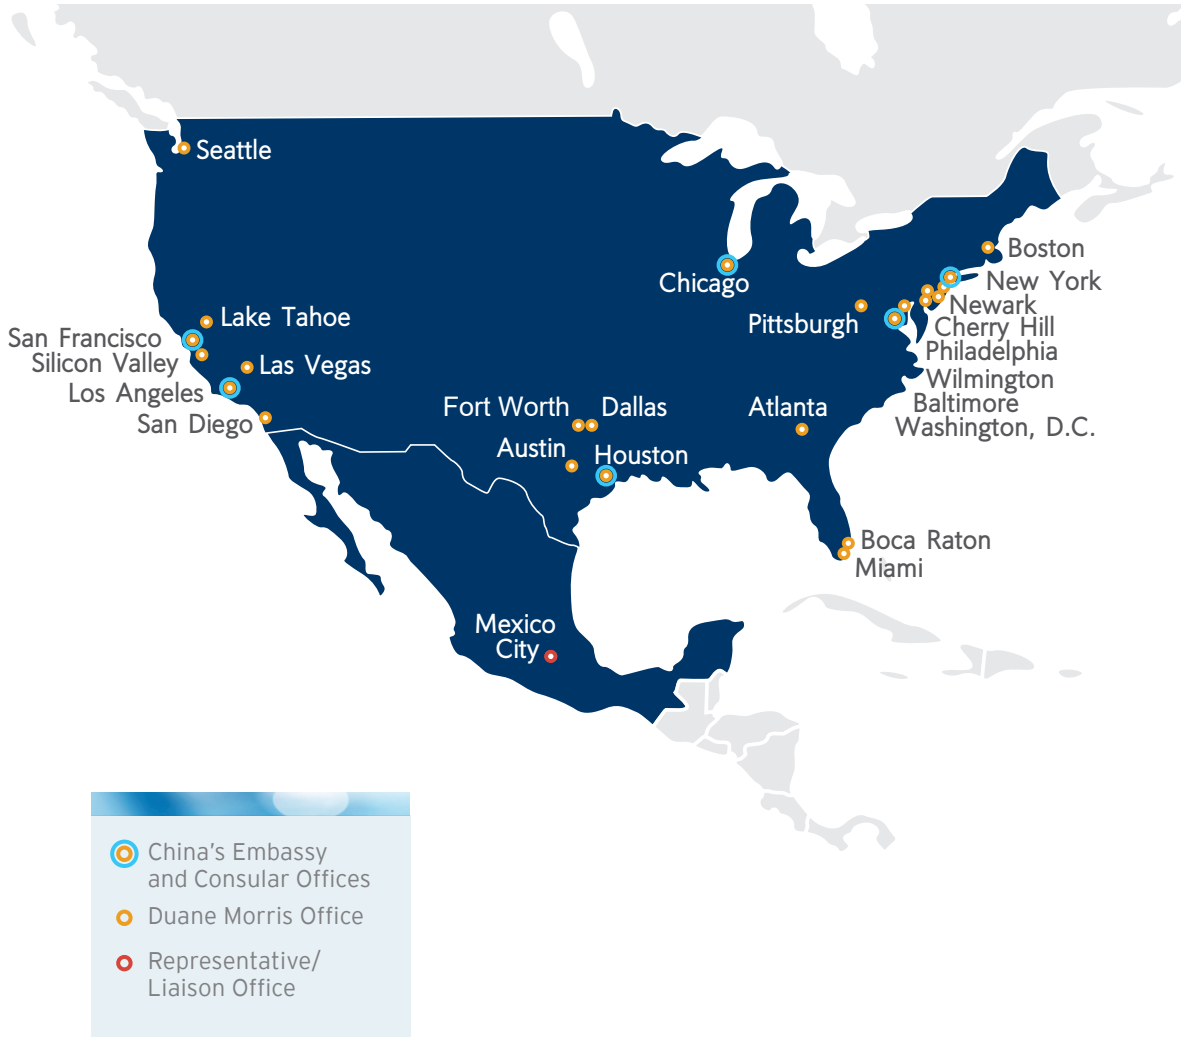 Seattle
Boston
Chicago
New York
Newark
Lake Tahoe
Pittsburgh
Cherry Hill
San Francisco
Philadelphia
Silicon Valley
Las Vegas
Wilmington
Los Angeles
Baltimore
Fort Worth
Dallas
Atlanta
San Diego
Washington, D.C.
Austin
Houston
Boca Raton
Miami
Mexico
City
China’s Embassy
and Consular Offices
Duane Morris Office
Representative/
Liaison Office